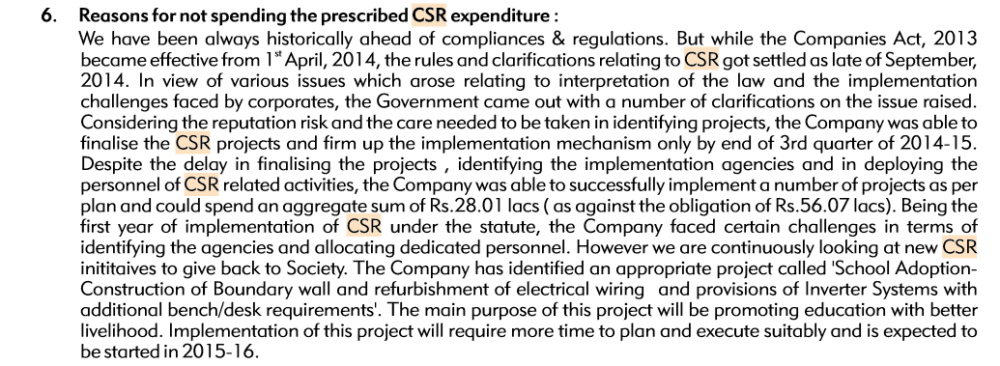 6. Reasons for not spending the prescribed CSR expenditure :
We have been always historically ahead of compliances & regulations. But while the Companies Act, 2013
became effective from 1st April, 2014, the rules and clarifications relating to CSR got settled as late of September,
2014. In view of various issues which arose relating to interpretation of the law and the implementation
challenges faced by corporates, the Government came out with a number of clarifications on the issue raised.
Considering the reputation risk and the care needed to be taken in identifying projects, the Company was able to
finalise the CSR projects and firm up the implementation mechanism only by end of 3rd quarter of 2014-15.
Despite the delay in finalising the projects , identifying the implementation agencies and in deploying the
personnel of CSR related activities, the Company was able to successfully implement a number of projects as per
plan and could spend an aggregate sum of Rs.28.01 lacs ( as against the obligation of Rs.56.07 lacs). Being the
first year of implementation of CSR under the statute, the Company faced certain challenges in terms of
identifying the agencies and allocating dedicated personnel. However we are continuously looking at new CSR
inititaives to give back to Society. The Company has identified an appropriate project called 'School Adoption-
Construction of Boundary wall and refurbishment of electrical wiring and provisions of Inverter Systems with
additional bench/desk requirements'. The main purpose of this project will be promoting education with better
livelihood. Implementation of this project will require more time to plan and execute suitably and is expected to
be started in 2015-16.